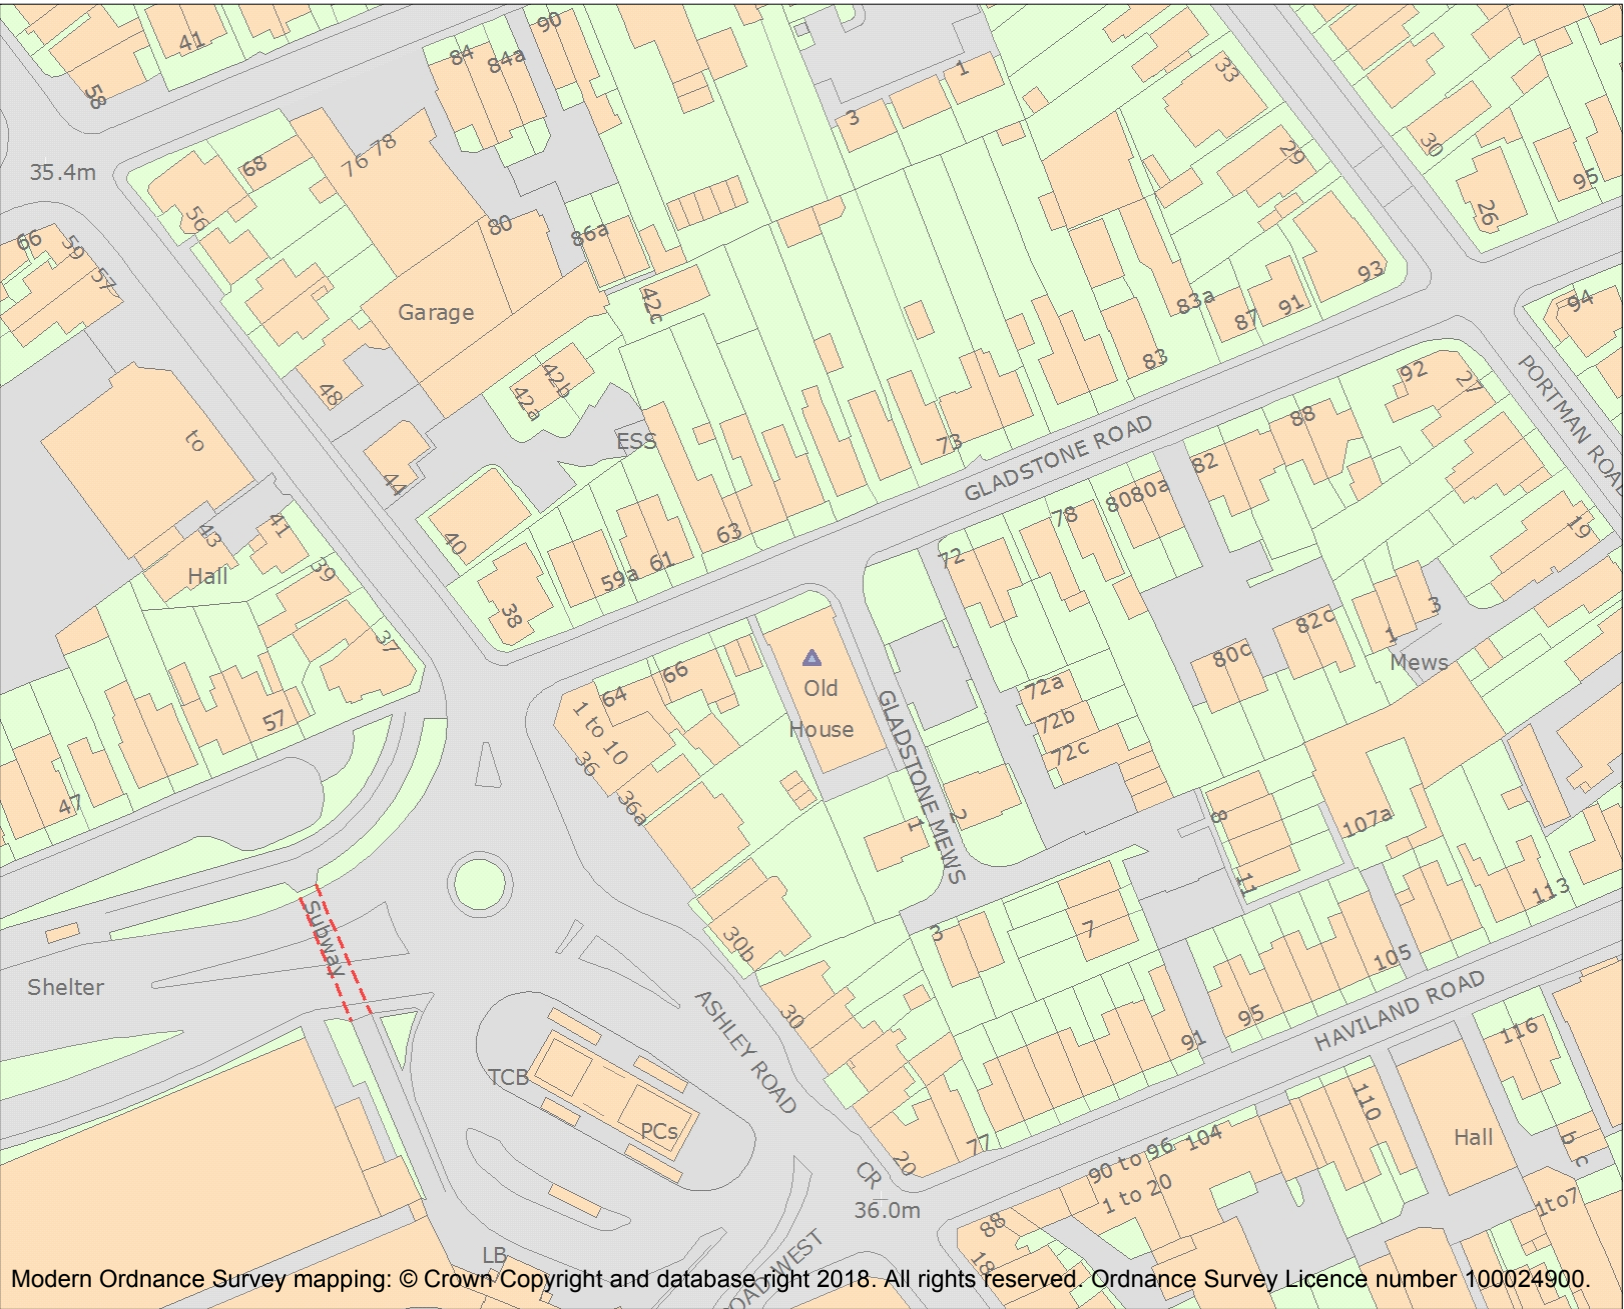 41
58
84
84a
90
1
3
33
29
30
95
26
35.4m
68
76 78
56
80
86a
66
59
57
42c
Garage
83a
87
91
93
94
48
42b
42a
83
92
27
PORTMAN ROAD
to
ESS
73
GLADSTONE ROAD
88
82
44
8080a
78
43
41
40
63
61
59a
72
19
Hall
39
38
37
3
1
82c
80c
Mews
66
64
Old
House
72a
72b
72c
57
1 to 10
36
36a
GLADSTONE MEWS
47
1
2
8
11
107a
113
Subway
30b
3
7
105
Shelter
ASHLEY ROAD
30
91
95
HAVILAND ROAD
116
TCB
PCs
110
Hall
77
20
90 to 96
104
1 to 20
b
c
1to7
CR
36.0m
88
18
LB
Modern Ordnance Survey mapping: © Crown Copyright and database right 2018. All rights reserved. Ordnance Survey Licence number 100024900.